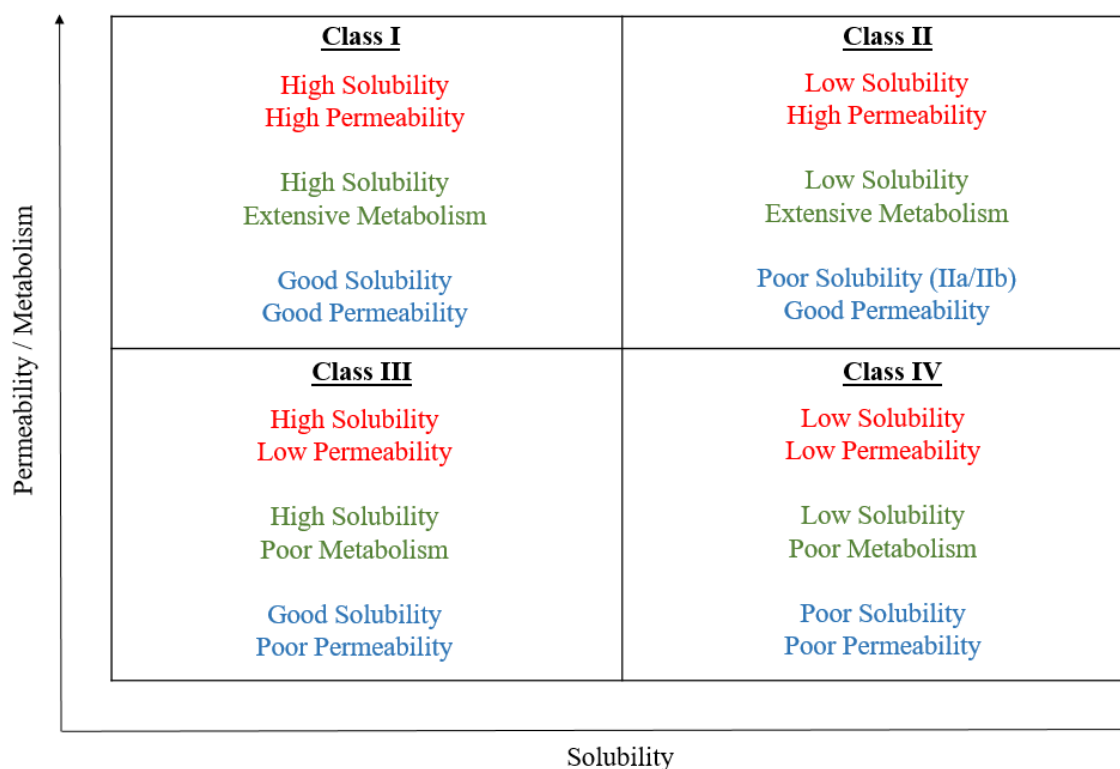 Permeability / Metabolism
Class I
High Solubility
High Permeability
High Solubility
Extensive Metabolism
Good Solubility
Good Permeability
Class II
Low Solubility
High Permeability
Low Solubility
Extensive Metabolism
Poor Solubility (IIa/IIb)
Good Permeability
Class III
High Solubility
Low Permeability
High Solubility
Poor Metabolism
Good Solubility
Poor Permeability
Class IV
Low Solubility
Low Permeability
Low Solubility
Poor Metabolism
Poor Solubility
Poor Permeability
Solubility